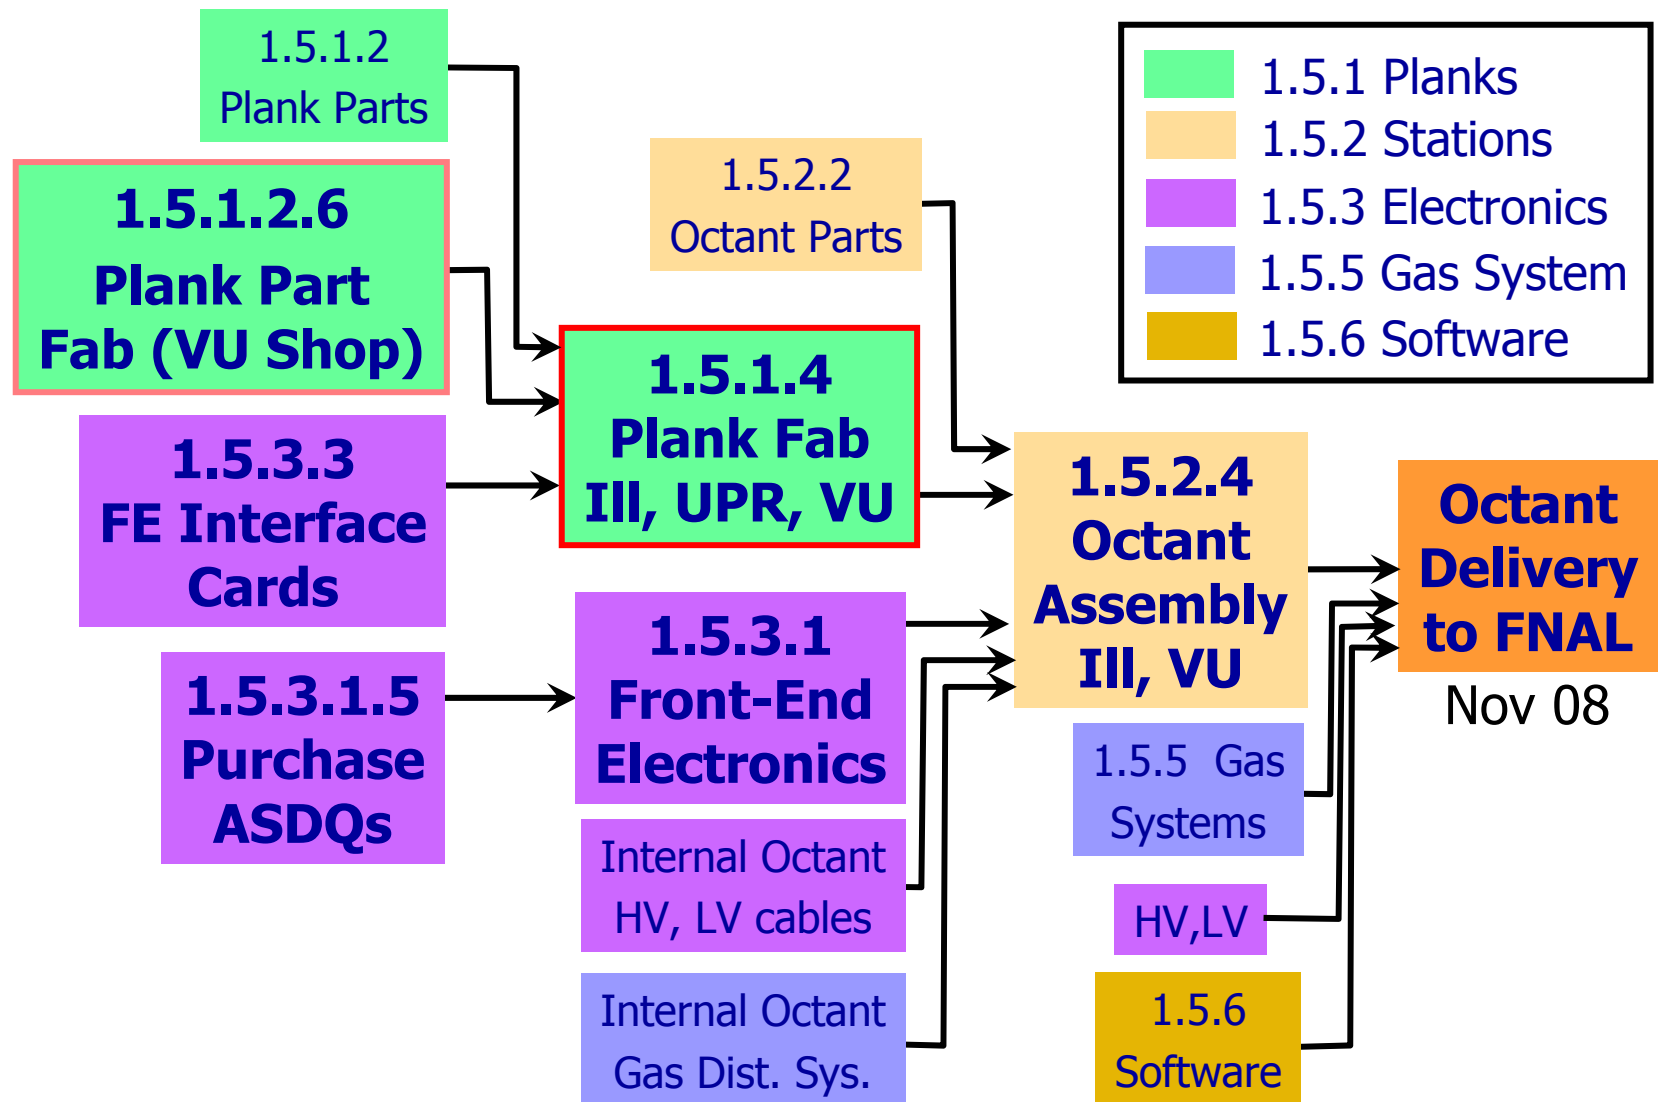 1.5.1.2
Plank Parts
1.5.1.2.6
Plank Part
Fab (VU Shop)
1.5.3.3
FE Interface
Cards
1.5.3.1.5
Purchase
ASDQs
1.5.2.2
Octant Parts
1.5.1.4
Plank Fab
Ill, UPR, VU
1.5.3.1
Front-End
Electronics
Internal Octant
HV, LV cables
Internal Octant
Gas Dist. Sys.
1.5.1 Planks
1.5.2 Stations
1.5.3 Electronics
1.5.5 Gas System
1.5.6 Software
1.5.2.4
Octant
Assembly
Ill, VU
1.5.5 Gas
Systems
HV,LV
1.5.6
Software
Octant
Delivery
to FNAL
Nov 08